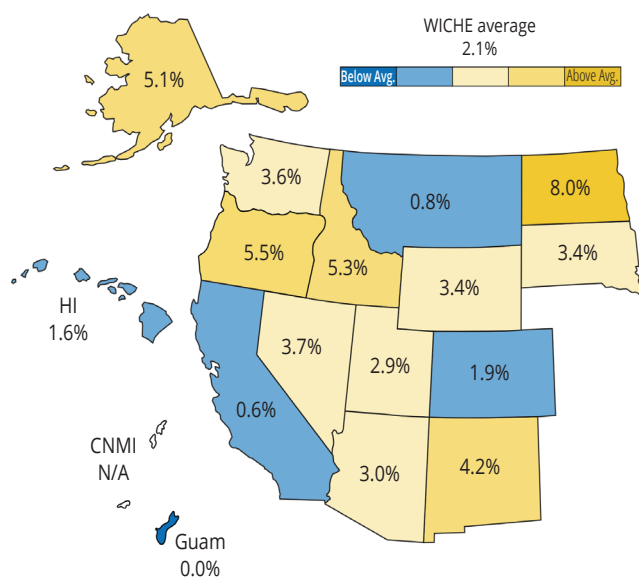 WICHE average
2.1%
Below Avg.
Above Avg.
5.1%
3.6%
0.8%
8.0%
5.5%
5.3%
3.4%
3.4%
HI
1.6%
3.7%
2.9%
1.9%
0.6%
CNMI
N/A
3.0%
4.2%
Guam
0.0%